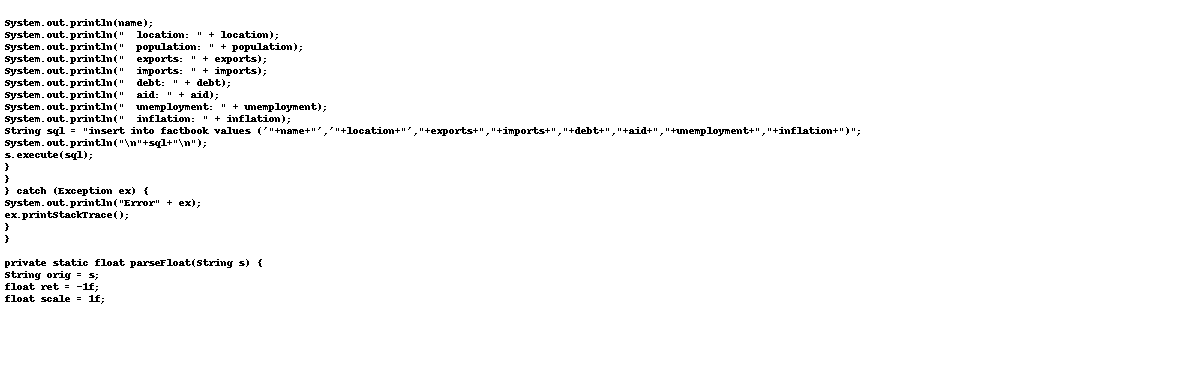 System.out.println(name);
System.out.println("  location: " + location);
System.out.println("  population: " + population);
System.out.println("  exports: " + exports);
System.out.println("  imports: " + imports);
System.out.println("  debt: " + debt);
System.out.println("  aid: " + aid);
System.out.println("  unemployment: " + unemployment);
System.out.println("  inflation: " + inflation);
String sql = "insert into factbook values ('"+name+"','"+location+"',"+exports+","+imports+","+debt+","+aid+","+unemployment+","+inflation+")";
System.out.println("\n"+sql+"\n");
s.execute(sql);
}
}
} catch (Exception ex) {
System.out.println("Error" + ex);
ex.printStackTrace();
}
}

private static float parseFloat(String s) {
String orig = s;
float ret = -1f;
float scale = 1f;